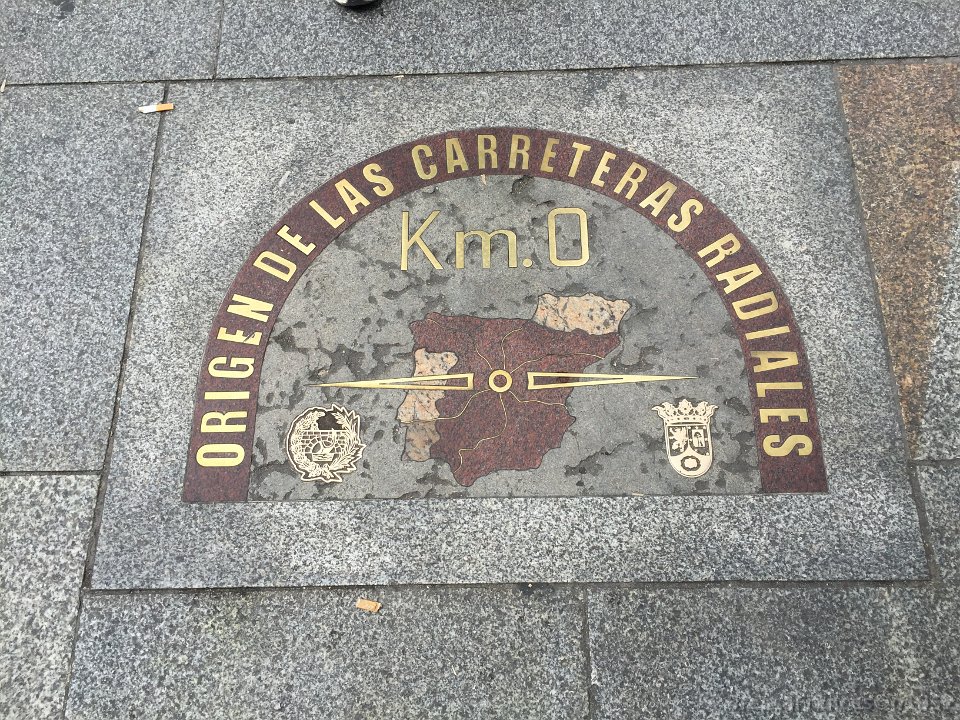 ORIGEN DE LAS CARRETERAS RADIALES
Km. 0